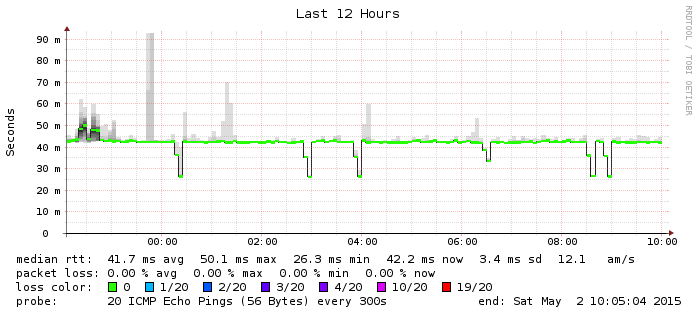 Last 12 Hours
RRDTOOL / TOBI OETIKER
Seconds
90 m
80 m
70 m
60 m
50 m
40 m
30 m
20 m
10 m
0
00:00 02:00 04:00 06:00 08:00 10:00
median rtt: 41.7 ms avg 50.1 ms max 26.3 ms min 42.2 ms now 3.4 ms sd 12.1 am/s
packet loss: 0.00 % avg 0.00 % max 0.00 % min 0.00 % now
loss color: 0 1/20 2/20 3/20 4/20 10/20 19/20
probe: 20 ICMP Echo Pings (56 Bytes) every 300s end: Sat May 2 10:05:04 2015